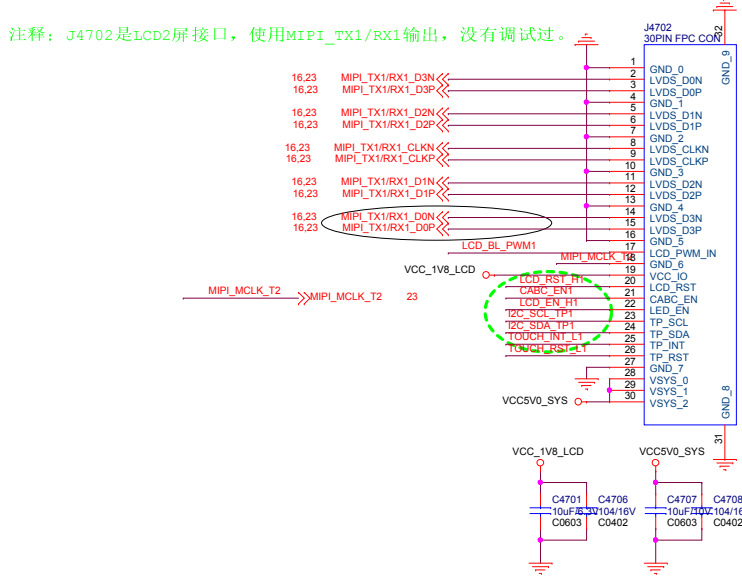 注释；J4702是LCD2屏接口，使用MIPI_TX1/RX1输出，没有调试过。
J4702
30PIN FPC CON
32
GND_9
1 GND_0
16,23 MIPI_TX1/RX1_D3N 2 LVDS_D0N
16,23 MIPI_TX1/RX1_D3P 3 LVDS_D0P
4 GND_1
16,23 MIPI_TX1/RX1_D2N 5 LVDS_D1N
16,23 MIPI_TX1/RX1_D2P 6 LVDS_D1P
7 GND_2
16,23 MIPI_TX1/RX1_CLKN 8 LVDS_CLKN
16,23 MIPI_TX1/RX1_CLKP 9 LVDS_CLKP
10 GND_3
16,23 MIPI_TX1/RX1_D1N 11 LVDS_D2N
16,23 MIPI_TX1/RX1_D1P 12 LVDS_D2P
13 GND_4
16,23 MIPI_TX1/RX1_D0N 14 LVDS_D3N
16,23 MIPI_TX1/RX1_D0P 15 LVDS_D3P
16 GND_5
LCD_BL_PWM1 17 LCD_PWM_IN
18 GND_6
VCC_1V8_LCD 19 VCC_IO
LCD_RST_H1 20 LCD_RST
MIPI_MCLK_T2 MIPI_MCLK_T2 23
CABC_EN1 21 CABC_EN
LCD_EN_H1 22 LED_EN
I2C_SCL_TP1 23 TP_SCL
I2C_SDA_TP1 24 TP_SDA
TOUCH_INT_L1 25 TP_INT
TOUCH_RST_L1 26 TP_RST
27 GND_7
28 VSYS_0
29 VSYS_1
VCC5V0_SYS 30 VSYS_2
GND_8
31
VCC_1V8_LCD VCC5V0_SYS
C4701 C4706 C4707 C4708
10uF/6.3V 104/16V 10uF/10V 104/16
C0603 C0402 C0603 C0402